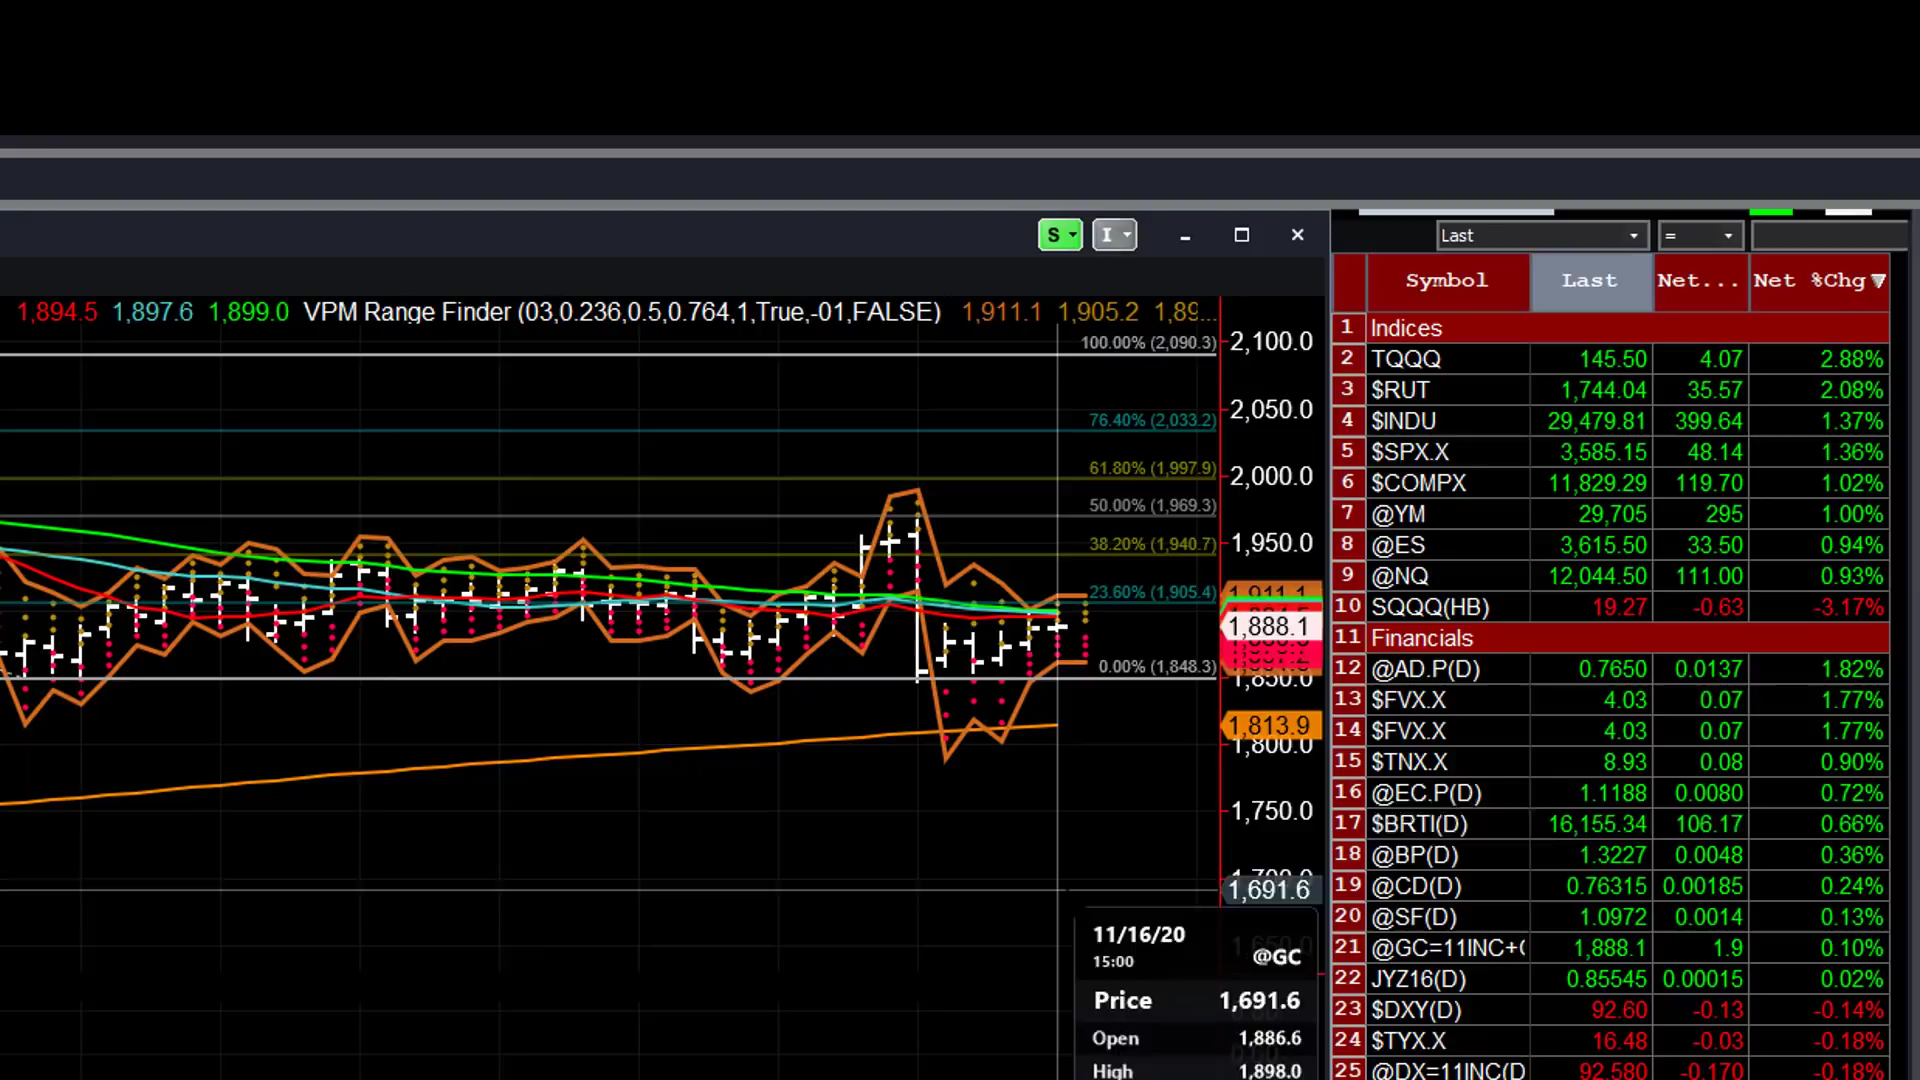 S I
Last =
Symbol Last Net... Net %Chg
1,894.5 1,897.6 1,899.0 VPM Range Finder (03,0.236,0.5,0.764,1,True,-01,FALSE) 1,911.1 1,905.2 1,89...
100.00% (2,090.3)
76.40% (2,033.2)
61.80% (1,997.9)
50.00% (1,969.3)
38.20% (1,940.7)
23.60% (1,905.4)
0.00% (1,848.3)
2,100.0
2,050.0
2,000.0
1,950.0
1,911.1
1,888.1
1,850.0
1,813.9
1,800.0
1,750.0
1,691.6
11/16/20
15:00 @GC
Price 1,691.6
Open 1,886.6
High 1,898.0
1 Indices
2 TQQQ 145.50 4.07 2.88%
3 $RUT 1,744.04 35.57 2.08%
4 $INDU 29,479.81 399.64 1.37%
5 $SPX.X 3,585.15 48.14 1.36%
6 $COMPX 11,829.29 119.70 1.02%
7 @YM 29,705 295 1.00%
8 @ES 3,615.50 33.50 0.94%
9 @NQ 12,044.50 111.00 0.93%
10 SQQQ(HB) 19.27 -0.63 -3.17%
11 Financials
12 @AD.P(D) 0.7650 0.0137 1.82%
13 $FVX.X 4.03 0.07 1.77%
14 $FVX.X 4.03 0.07 1.77%
15 $TNX.X 8.93 0.08 0.90%
16 @EC.P(D) 1.1188 0.0080 0.72%
17 $BRTI(D) 16,155.34 106.17 0.66%
18 @BP(D) 1.3227 0.0048 0.36%
19 @CD(D) 0.76315 0.00185 0.24%
20 @SF(D) 1.0972 0.0014 0.13%
21 @GC=11INC+ 1,888.1 1.9 0.10%
22 JYZ16(D) 0.85545 0.00015 0.02%
23 $DXY(D) 92.60 -0.13 -0.14%
24 $TYX.X 16.48 -0.03 -0.18%
25 @DX=11INC(D 92.580 -0.170 -0.18%